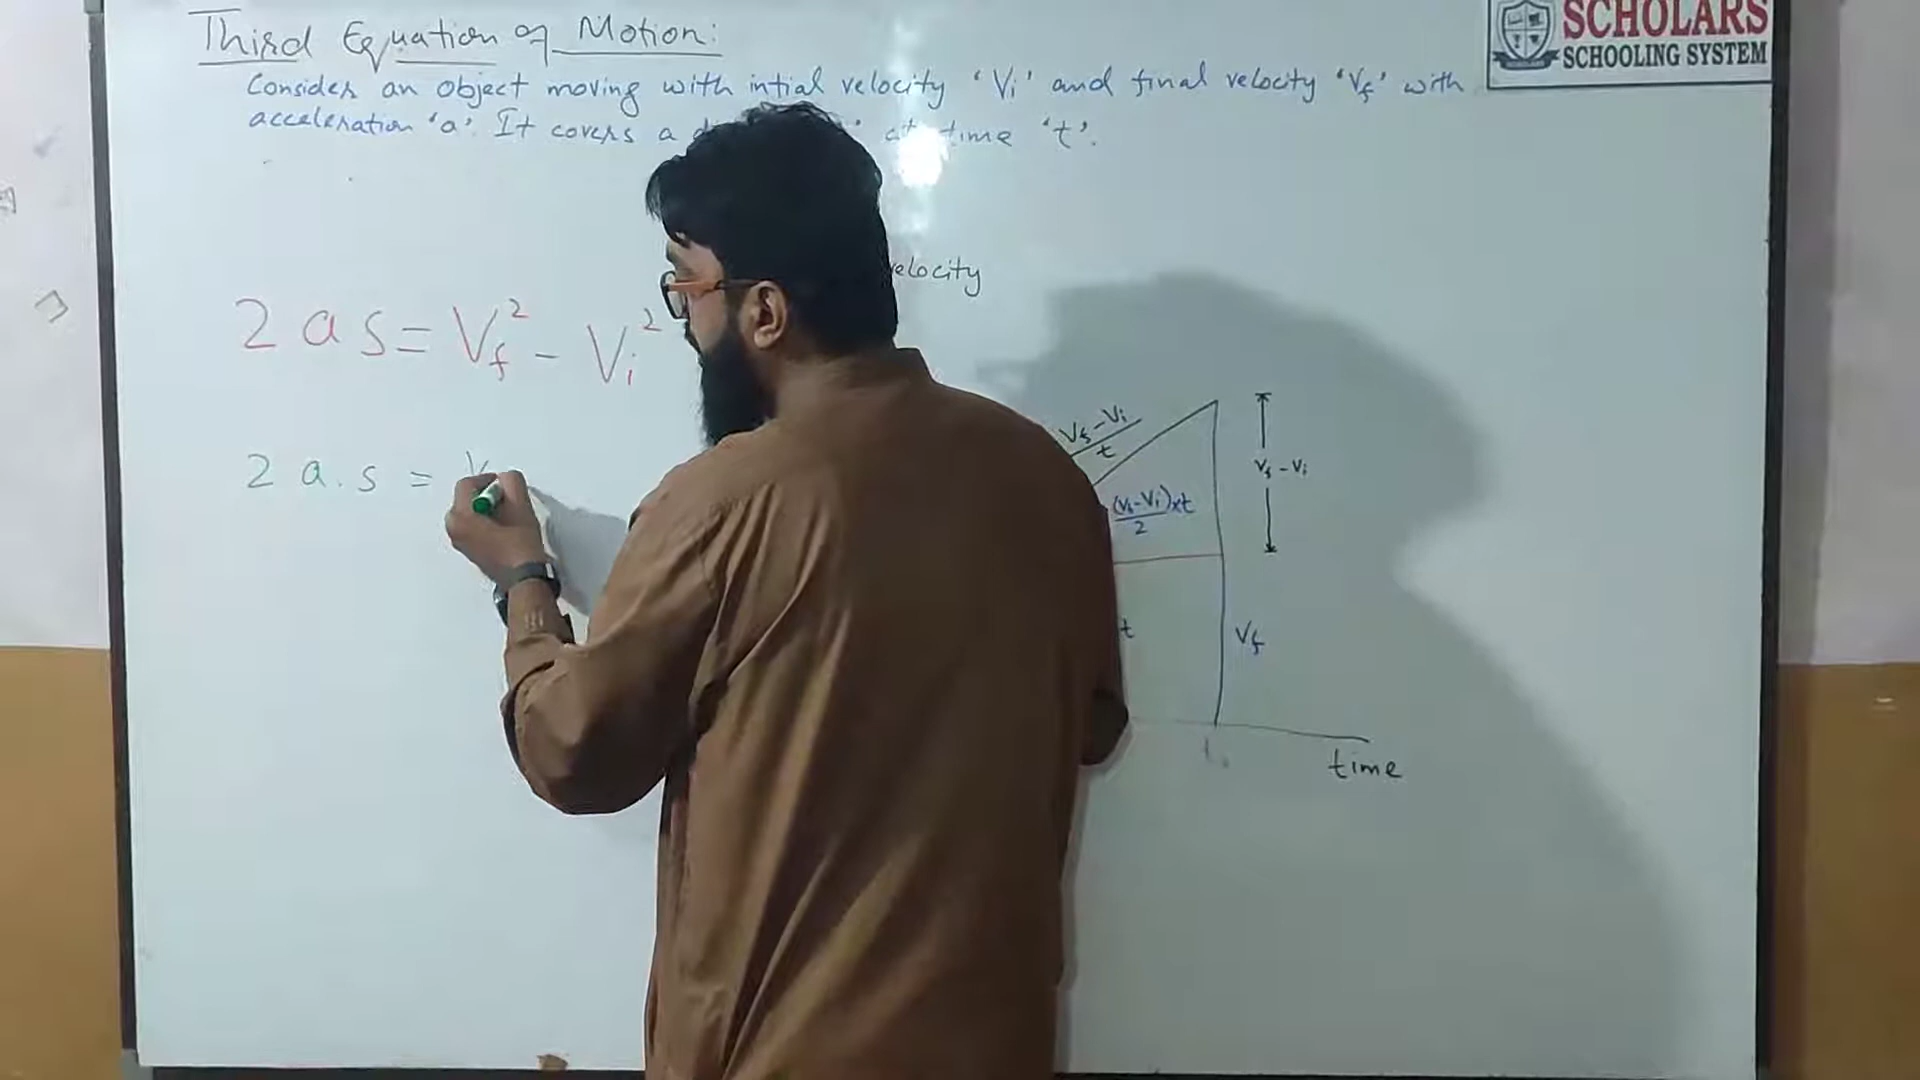 Third Equation of Motion:
SCHOLARS
SCHOOLING SYSTEM
Consider an object moving with intial velocity 'Vi' and final velocity 'Vf' with
acceleration 'a'. It covers a at time 't'.
2 a s = Vf² - Vi²
2 a . s = V
Vf - Vi
t
Vf - Vi
(Vf-Vi)xt
2
t
Vf
time